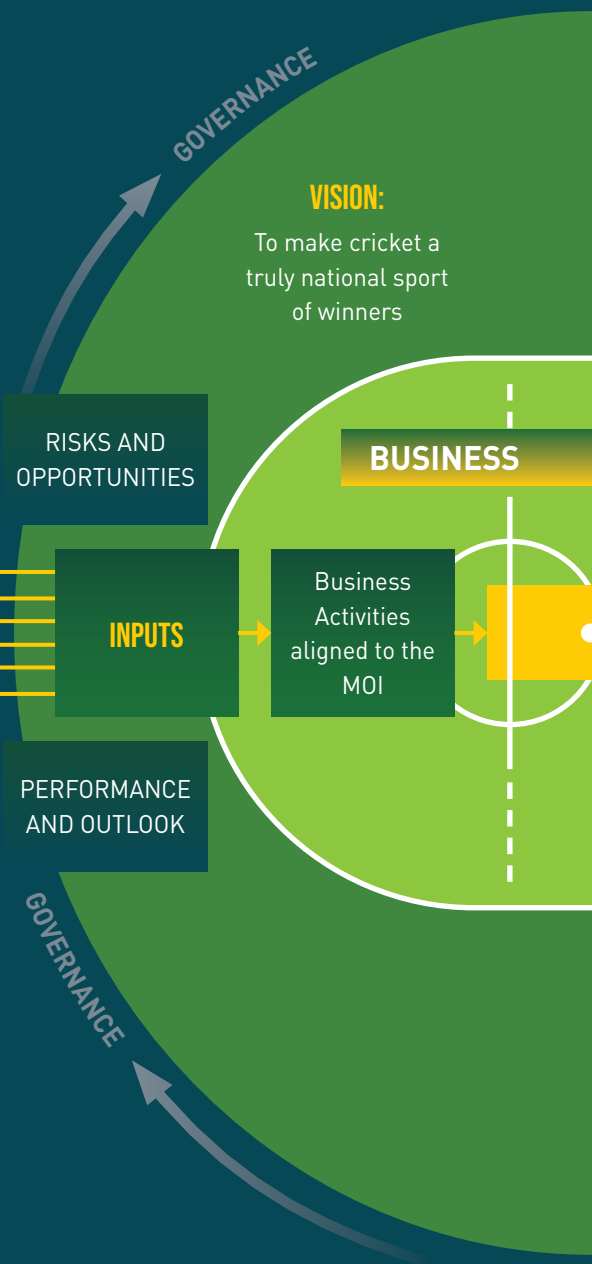 GOVERNANCE
VISION:
To make cricket a
truly national sport
of winners
RISKS AND
OPPORTUNITIES
BUSINESS
INPUTS
Business
Activities
aligned to the
MOI
PERFORMANCE
AND OUTLOOK
GOVERNANCE